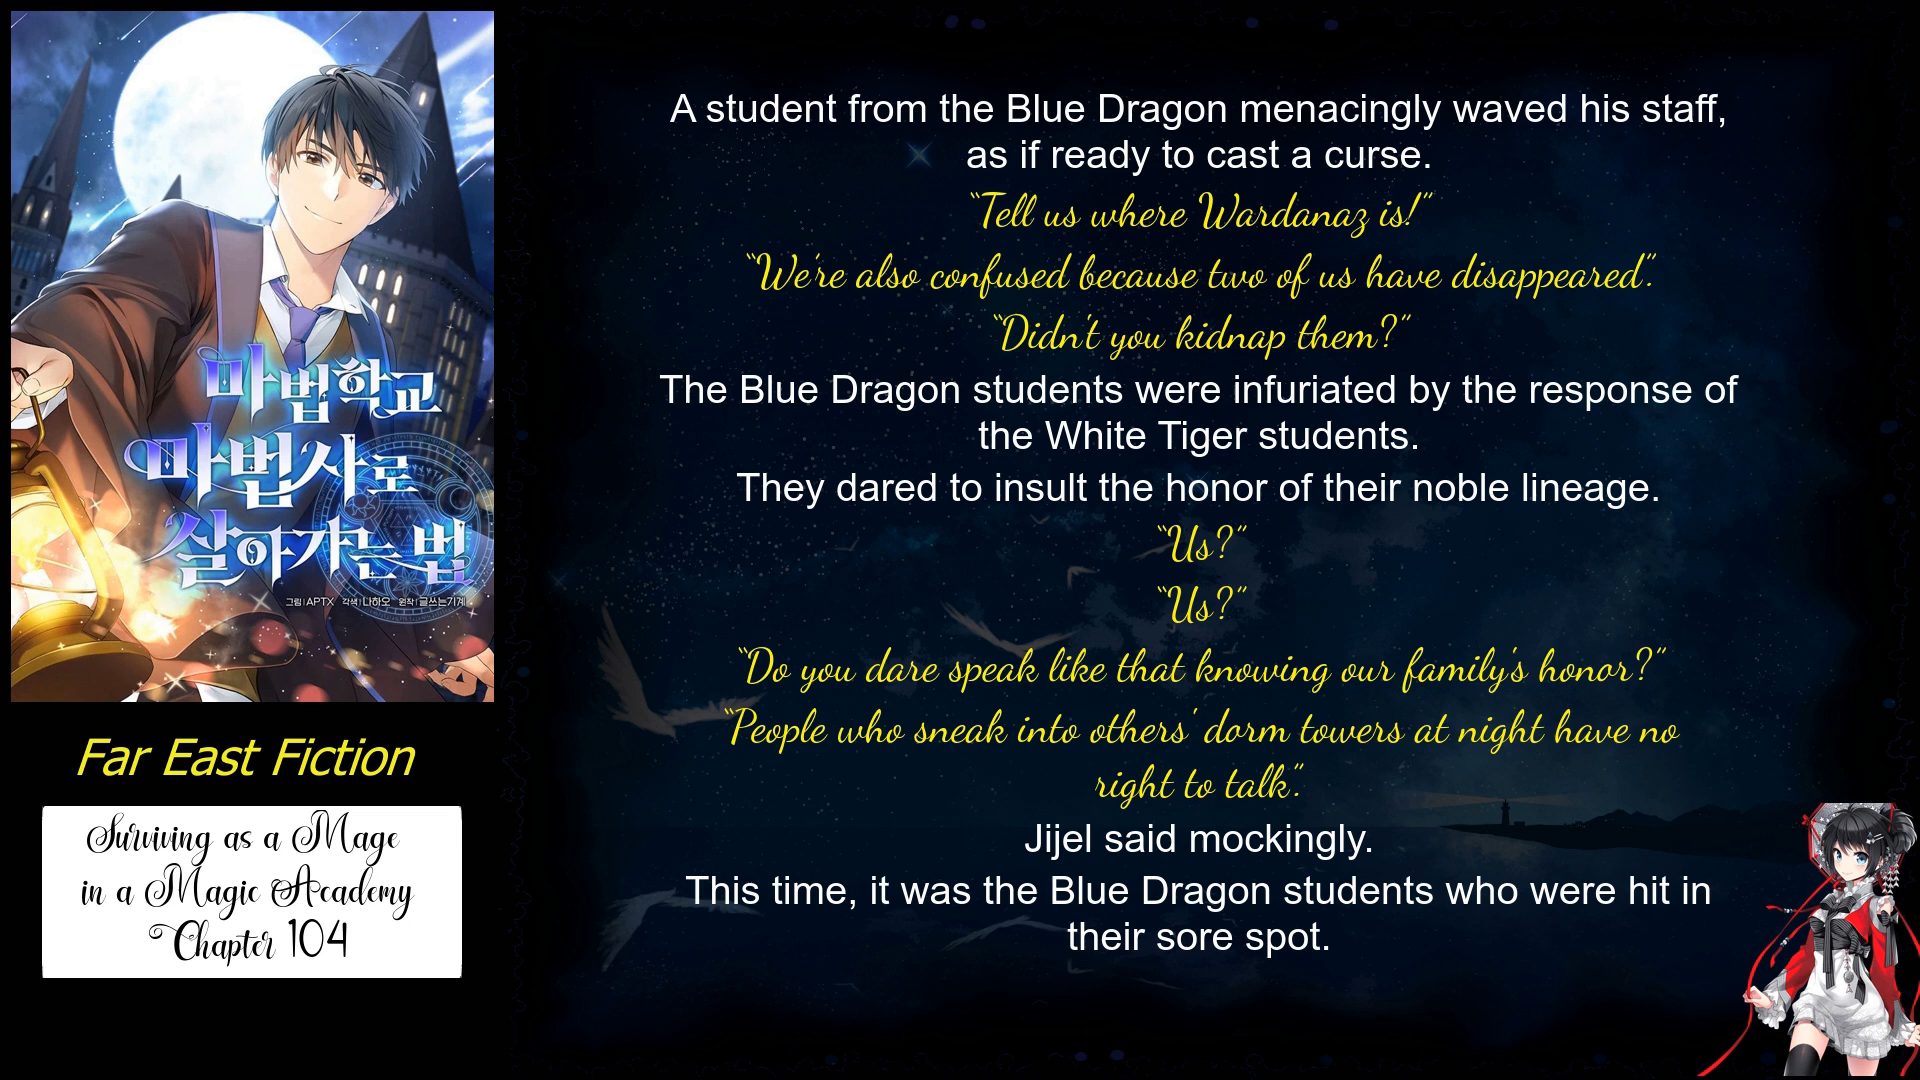 마법학교
마법사로
살아가는 법
그림 | APTX 각색 | 나하오 원작 | 글쓰는기계
Far East Fiction
Surviving as a Mage
in a Magic Academy
Chapter 104
A student from the Blue Dragon menacingly waved his staff,
as if ready to cast a curse.
“Tell us where Wardanaz is!”
“We're also confused because two of us have disappeared”.
“Didn't you kidnap them?”
The Blue Dragon students were infuriated by the response of
the White Tiger students.
They dared to insult the honor of their noble lineage.
“Us?”
“Us?”
“Do you dare speak like that knowing our family's honor?”
“People who sneak into others' dorm towers at night have no
right to talk”.
Jijel said mockingly.
This time, it was the Blue Dragon students who were hit in
their sore spot.